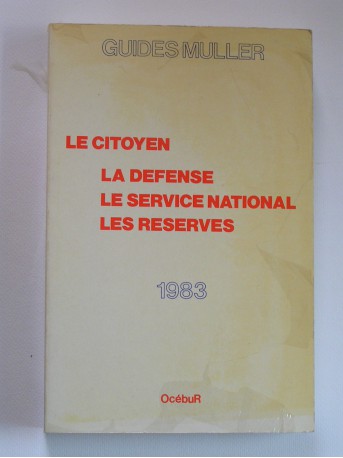 GUIDES MULLER
LE CITOYEN
LA DEFENSE
LE SERVICE NATIONAL
LES RESERVES
1983
OcébuR